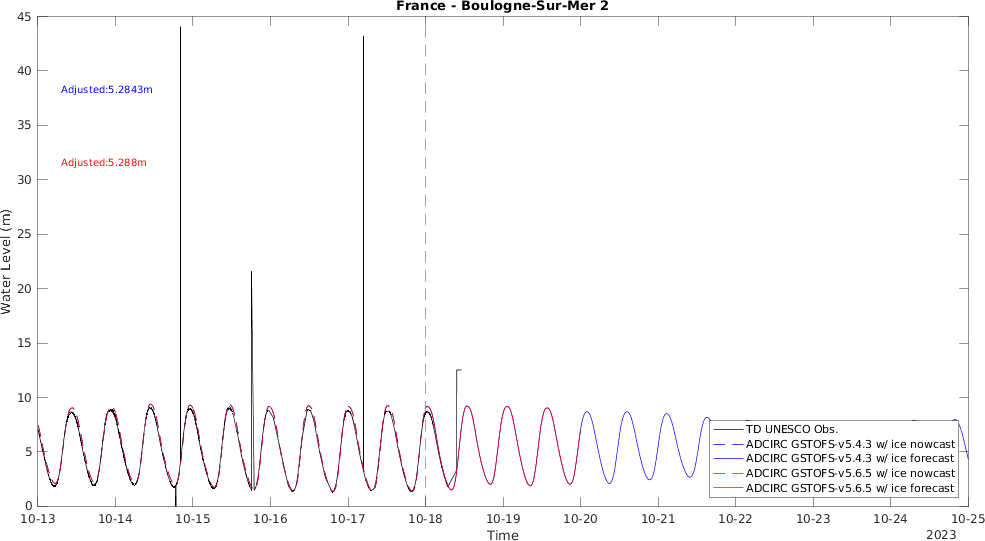 France - Boulogne-Sur-Mer 2
45
40
35
30
25
20
15
10
5
0
Water Level (m)
Adjusted:5.2843m
Adjusted:5.288m
TD UNESCO Obs.
ADCIRC GSTOFS-v5.4.3 w/ ice nowcast
ADCIRC GSTOFS-v5.4.3 w/ ice forecast
ADCIRC GSTOFS-v5.6.5 w/ ice nowcast
ADCIRC GSTOFS-v5.6.5 w/ ice forecast
10-13 10-14 10-15 10-16 10-17 10-18 10-19 10-20 10-21 10-22 10-23 10-24 10-25
Time
2023